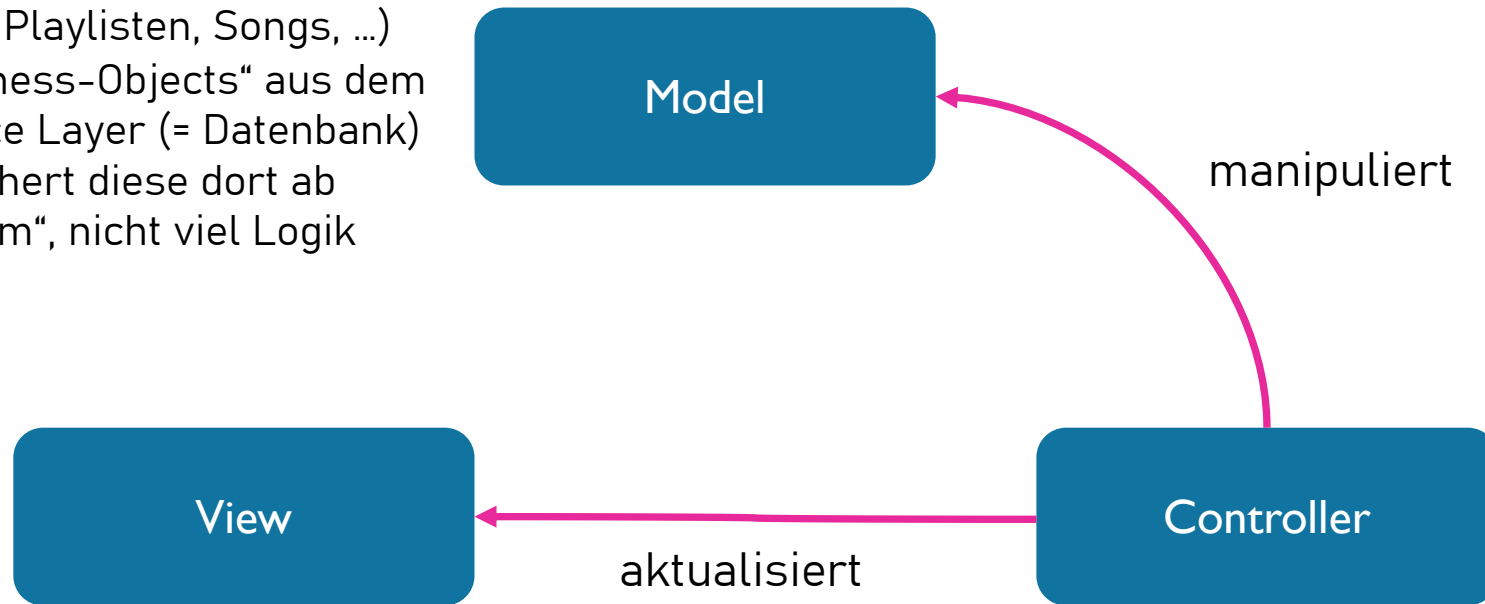 Playlisten, Songs, …)
ness-Objects“ aus dem
ce Layer (= Datenbank)
hert diese dort ab
m“, nicht viel Logik
Model
manipuliert
View
Controller
aktualisiert